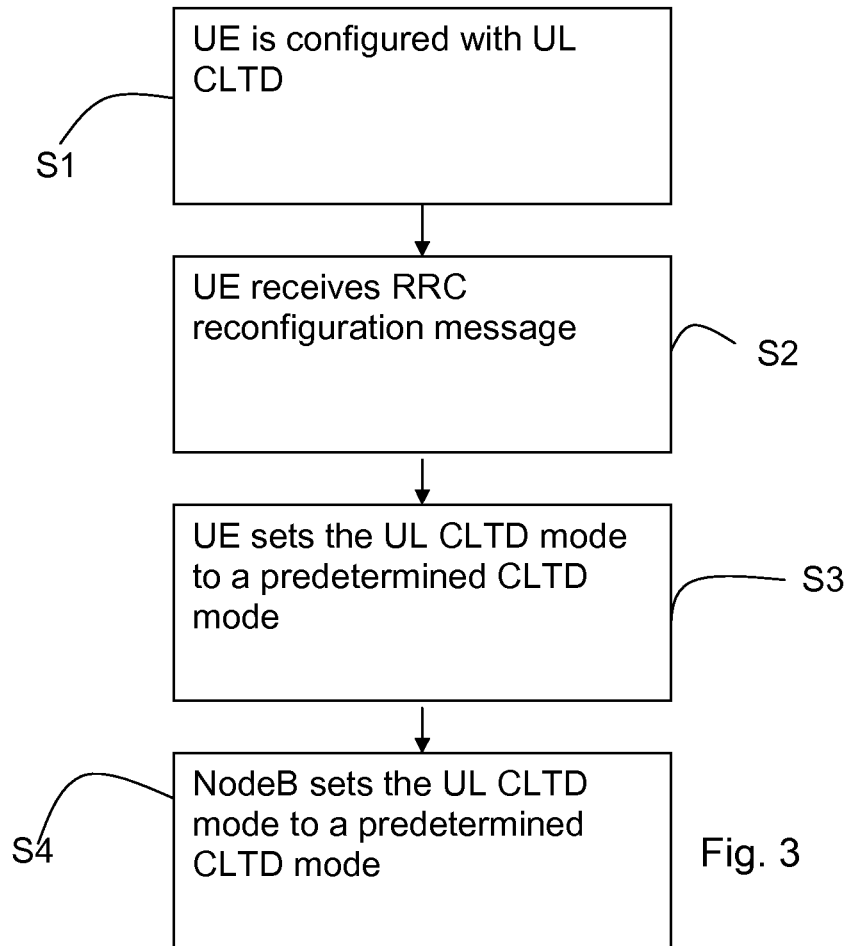 UE is configured with UL
CLTD
S1
UE receives RRC
reconfiguration message
S2
UE sets the UL CLTD mode
to a predetermined CLTD
mode
S3
NodeB sets the UL CLTD
mode to a predetermined
CLTD mode
S4
Fig. 3